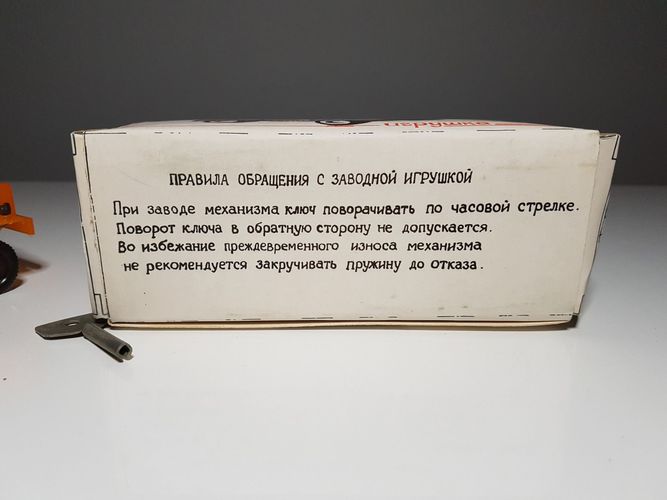 игрушка
ПРАВИЛА ОБРАЩЕНИЯ С ЗАВОДНОЙ ИГРУШКОЙ
При заводе механизма ключ поворачивать по часовой стрелке.
Поворот ключа в обратную сторону не допускается.
Во избежание преждевременного износа механизма
не рекомендуется закручивать пружину до отказа.